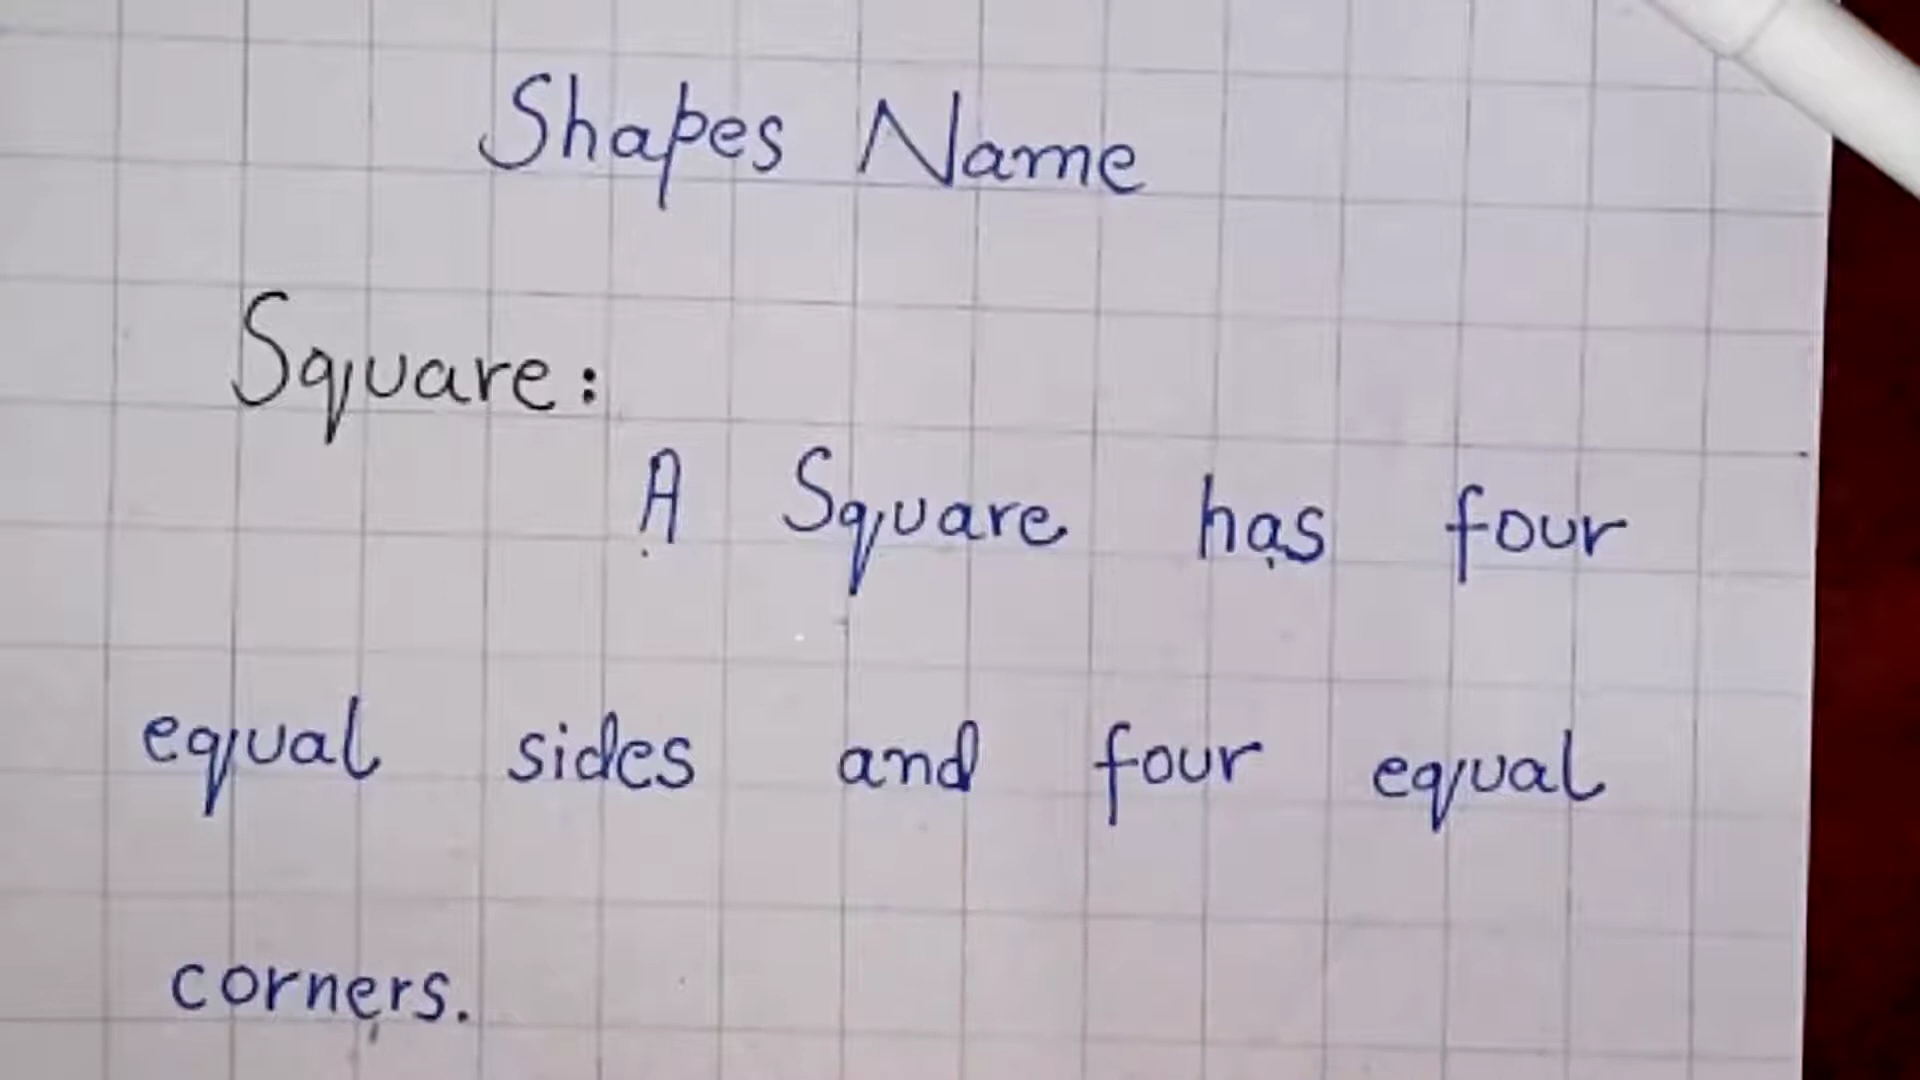 Shapes Name
Square:
A Square has four
equal sides and four equal
corners.